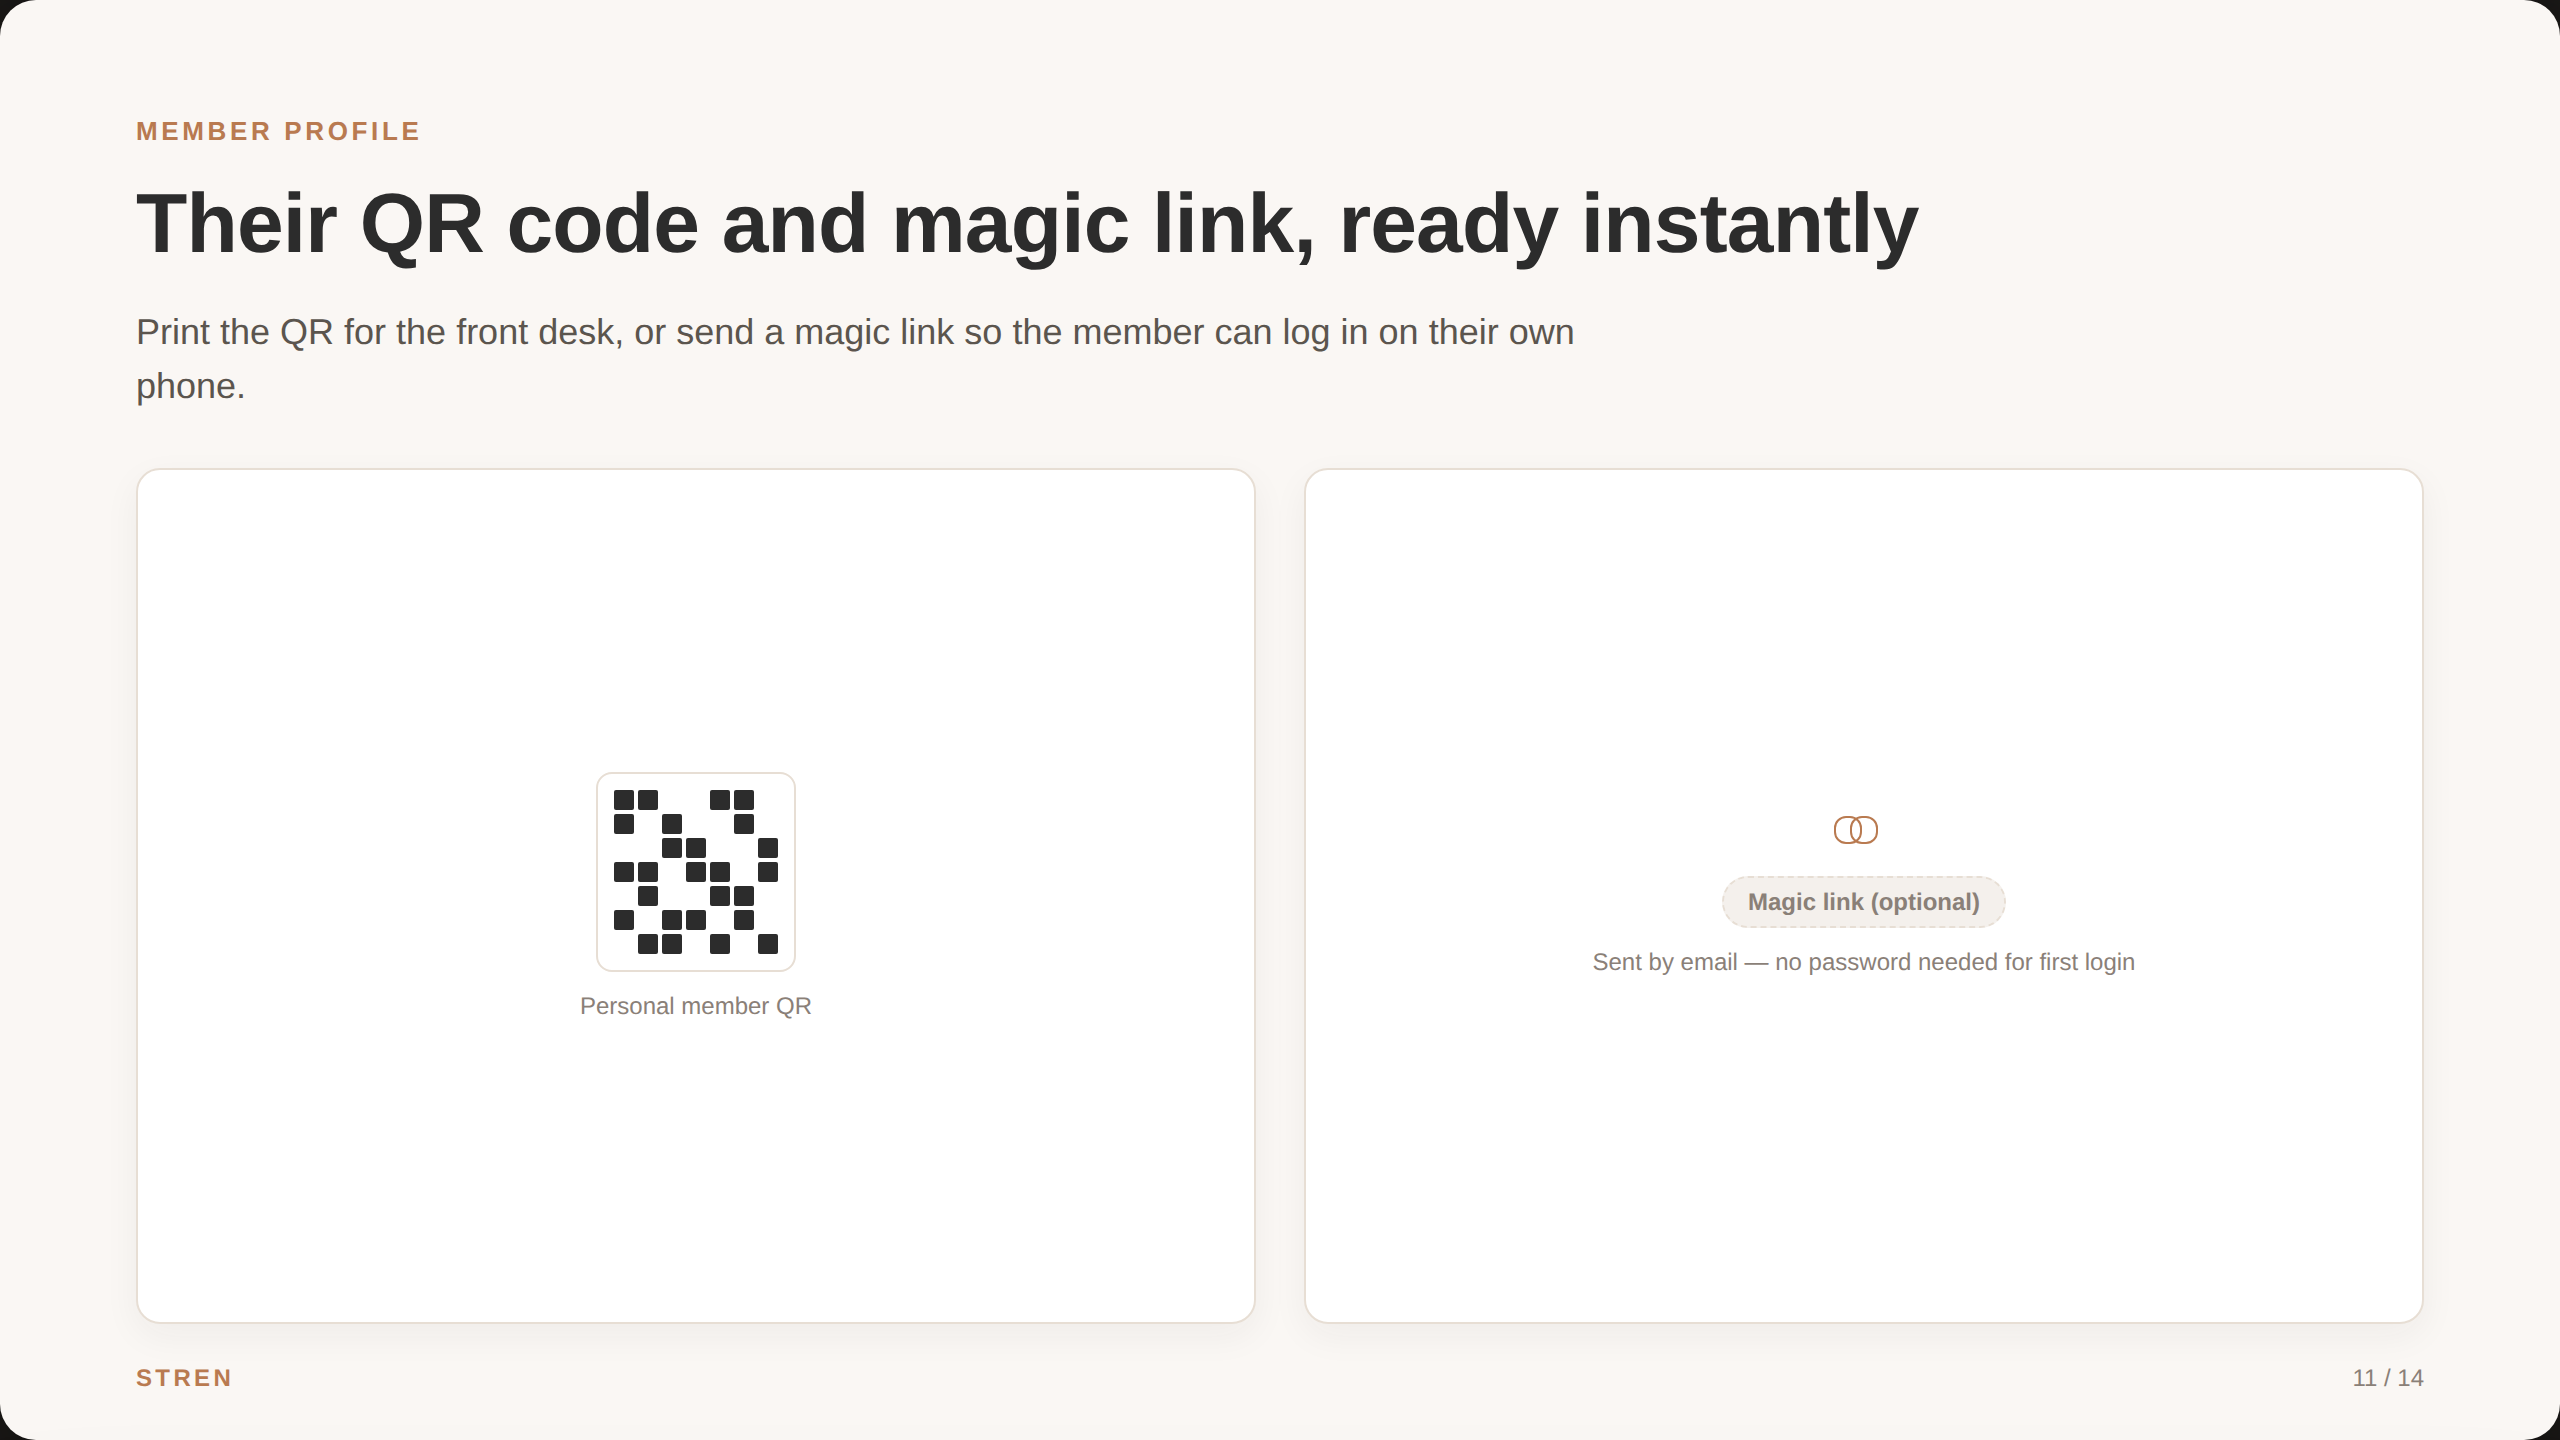 MEMBER PROFILE
Their QR code and magic link, ready instantly
Print the QR for the front desk, or send a magic link so the member can log in on their own
phone.
Personal member QR
Magic link (optional)
Sent by email — no password needed for first login
STREN
11 / 14